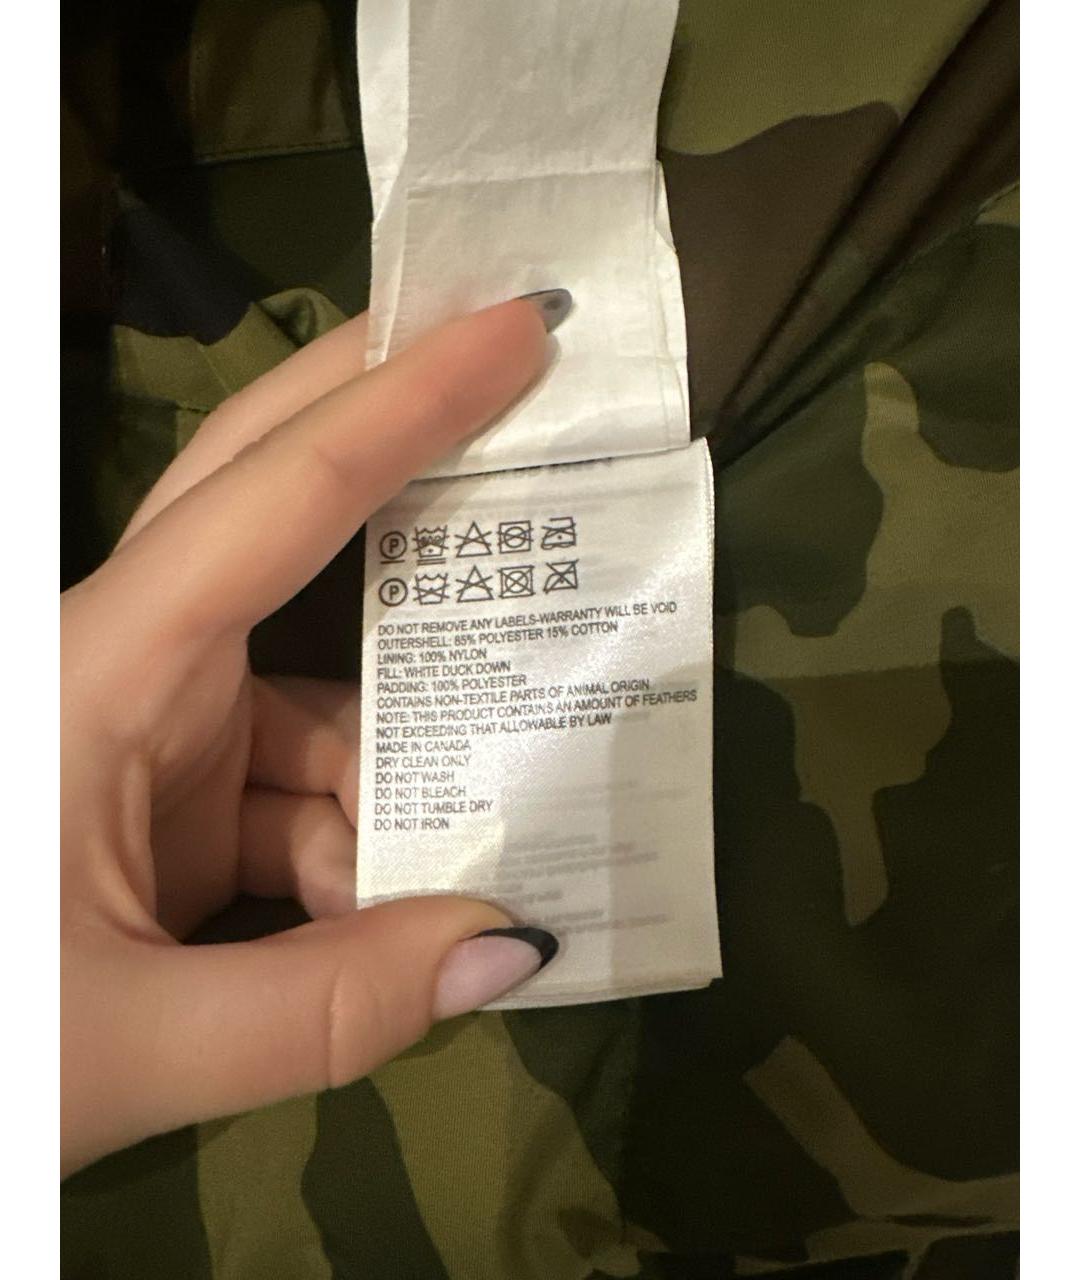 P
P
DO NOT REMOVE ANY LABELS-WARRANTY WILL BE VOID
OUTERSHELL: 85% POLYESTER 15% COTTON
LINING: 100% NYLON
FILL: WHITE DUCK DOWN
PADDING: 100% POLYESTER
CONTAINS NON-TEXTILE PARTS OF ANIMAL ORIGIN
NOTE: THIS PRODUCT CONTAINS AN AMOUNT OF FEATHERS
NOT EXCEEDING THAT ALLOWABLE BY LAW
MADE IN CANADA
DRY CLEAN ONLY
DO NOT WASH
DO NOT BLEACH
DO NOT TUMBLE DRY
DO NOT IRON